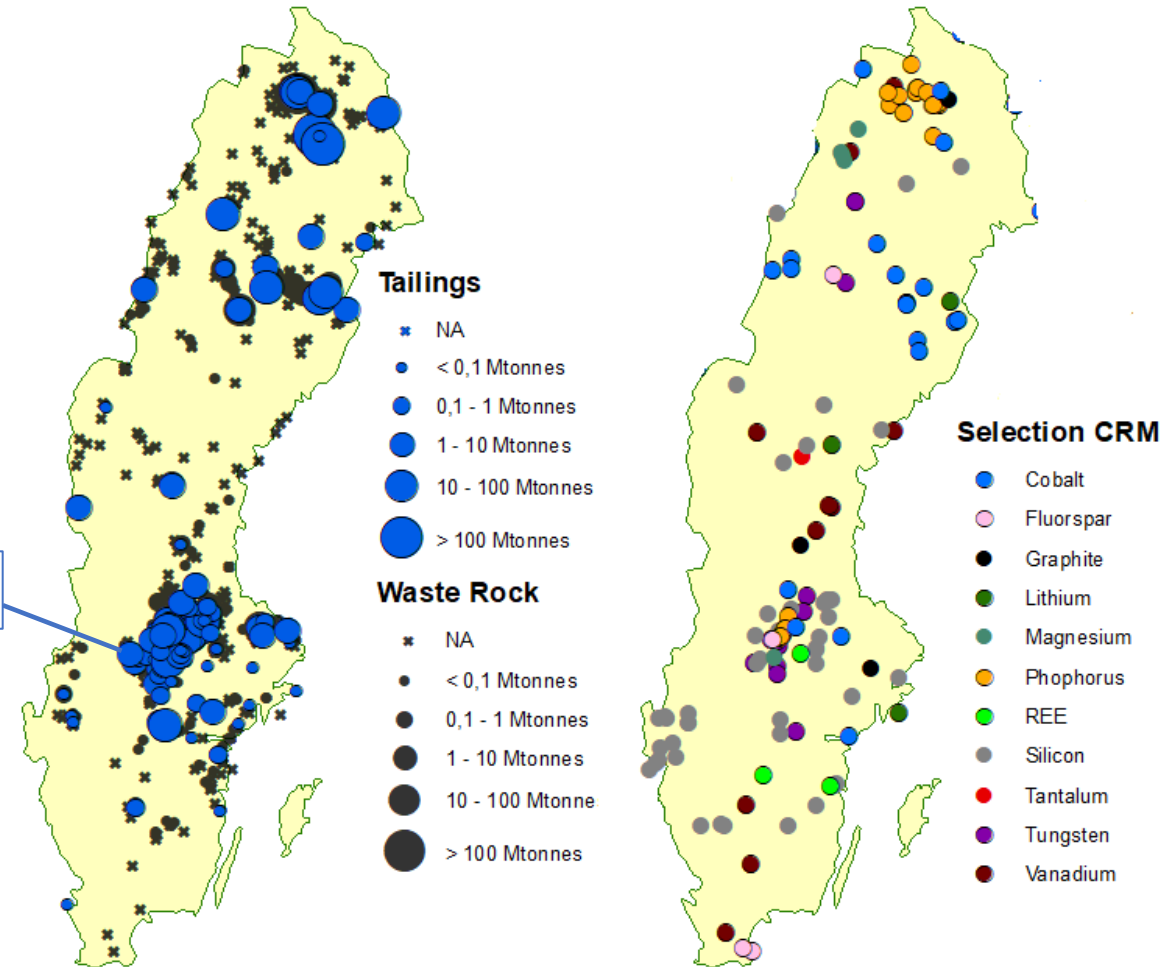 Tailings
NA
< 0,1 Mtonnes
0,1 - 1 Mtonnes
1 - 10 Mtonnes
10 - 100 Mtonnes
> 100 Mtonnes
Waste Rock
NA
< 0,1 Mtonnes
0,1 - 1 Mtonnes
1 - 10 Mtonnes
10 - 100 Mtonne
> 100 Mtonnes
Selection CRM
Cobalt
Fluorspar
Graphite
Lithium
Magnesium
Phophorus
REE
Silicon
Tantalum
Tungsten
Vanadium